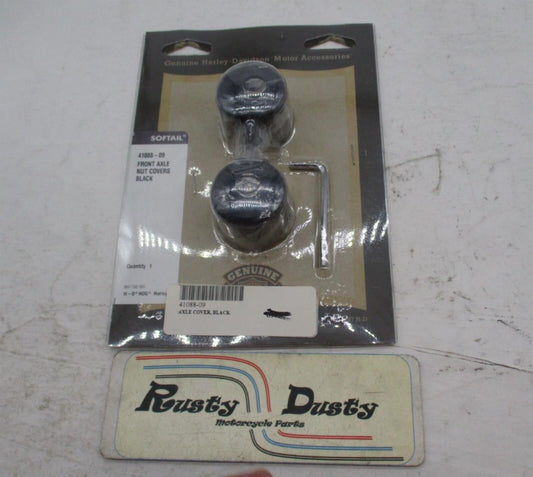 Genuine Harley-Davidson Motor Accessories
SOFTAIL®
41088-09
FRONT AXLE
NUT COVERS
BLACK
Quantity 1
GENUINE
41088-09
AXLE COVER, BLACK
Rusty Dusty
Motorcycle Parts